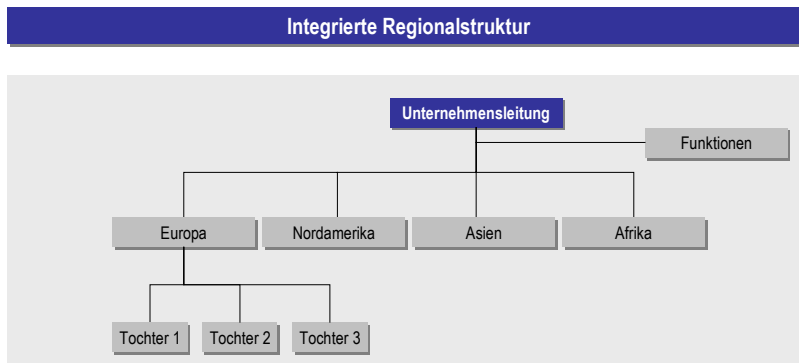 Integrierte Regionalstruktur
Unternehmensleitung
Funktionen
Europa
Nordamerika
Asien
Afrika
Tochter 1
Tochter 2
Tochter 3